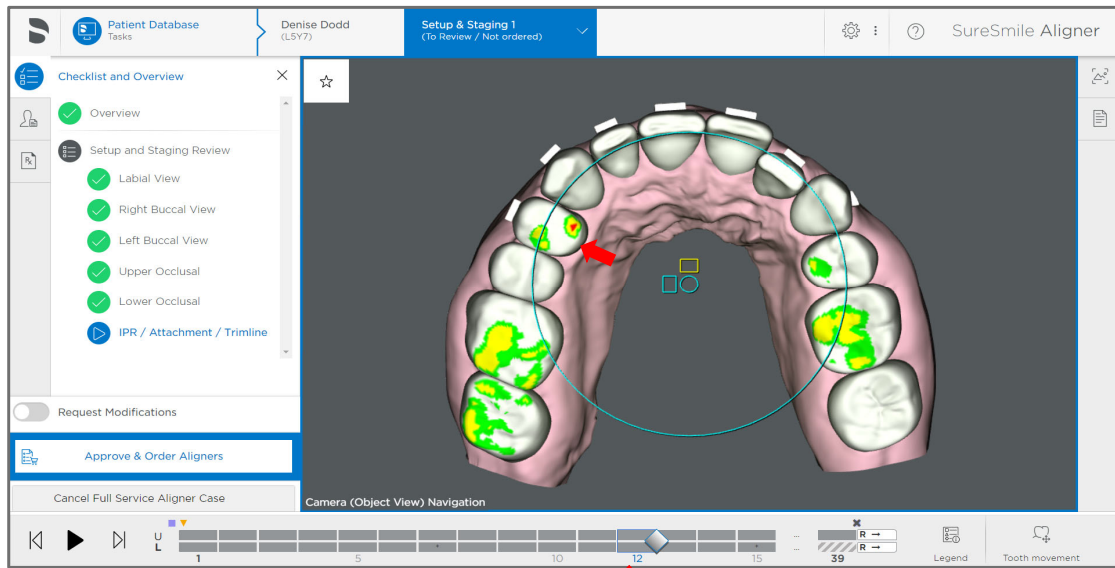 Patient Database
Tasks
Denise Dodd
(L5Y7)
Setup & Staging 1
(To Review / Not ordered)
SureSmile Aligner
Checklist and Overview
Overview
Setup and Staging Review
Labial View
Right Buccal View
Left Buccal View
Upper Occlusal
Lower Occlusal
IPR / Attachment / Trimline
Request Modifications
Approve & Order Aligners
Cancel Full Service Aligner Case
Camera (Object View) Navigation
U
L
1
5
10
12
15
...
...
39
R →
R →
Legend
Tooth movement